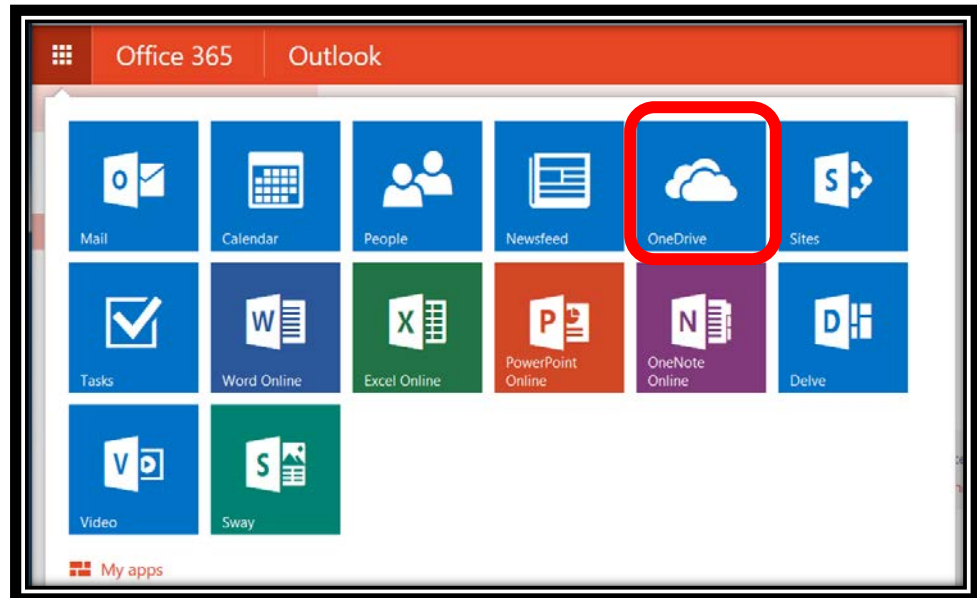 Office 365 Outlook
Mail Calendar People Newsfeed OneDrive Sites
Tasks Word Online Excel Online PowerPoint Online OneNote Online Delve
Video Sway
My apps